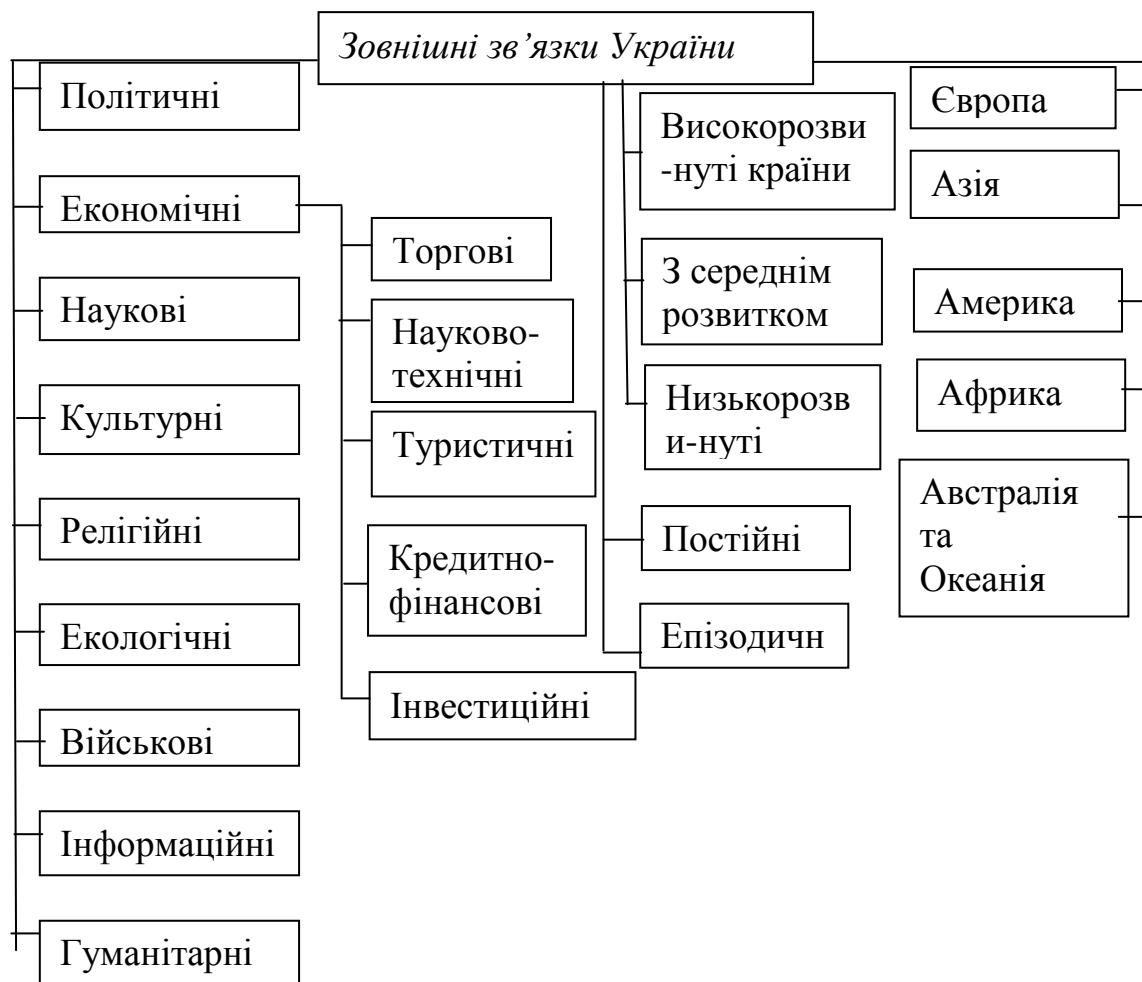 Зовнішні зв’язки України
Політичні
Економічні
Наукові
Культурні
Релігійні
Екологічні
Військові
Інформаційні
Гуманітарні
Торгові
Науково-
технічні
Туристичні
Кредитно-
фінансові
Інвестиційні
Високорозви
-нуті країни
З середнім
розвитком
Низькорозв
и-нуті
Постійні
Епізодичн
Європа
Азія
Америка
Африка
Австралія
та
Океанія